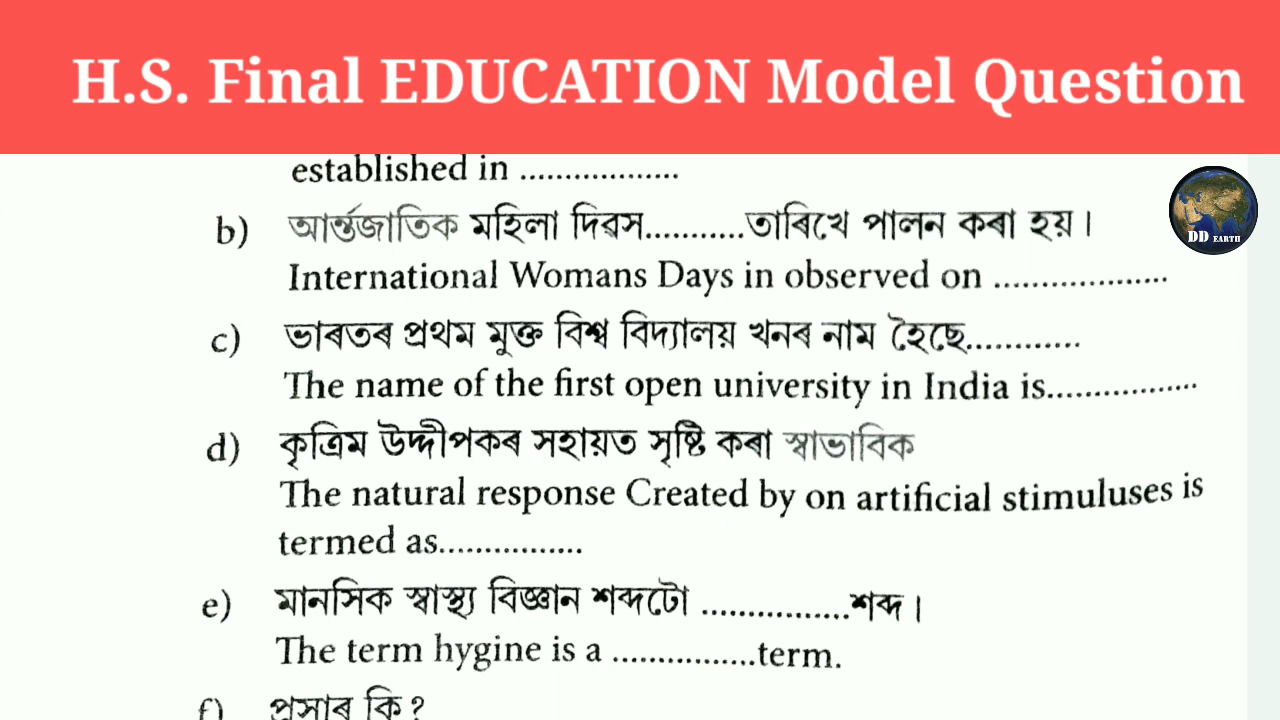 H.S. Final EDUCATION Model Question
established in ..................
b) আৰ্ন্তজাতিক মহিলা দিৱস...........তাৰিখে পালন কৰা হয়।
International Womans Days in observed on ...................
DD EARTH
c) ভাৰতৰ প্ৰথম মুক্ত বিশ্ব বিদ্যালয় খনৰ নাম হৈছে............
The name of the first open university in India is.................
d) কৃত্ৰিম উদ্দীপকৰ সহায়ত সৃষ্টি কৰা স্বাভাবিক
The natural response Created by on artificial stimuluses is
termed as................
e) মানসিক স্বাস্থ্য বিজ্ঞান শব্দটো ................শব্দ।
The term hygine is a ................term.
f) প্ৰসাৰ কি?